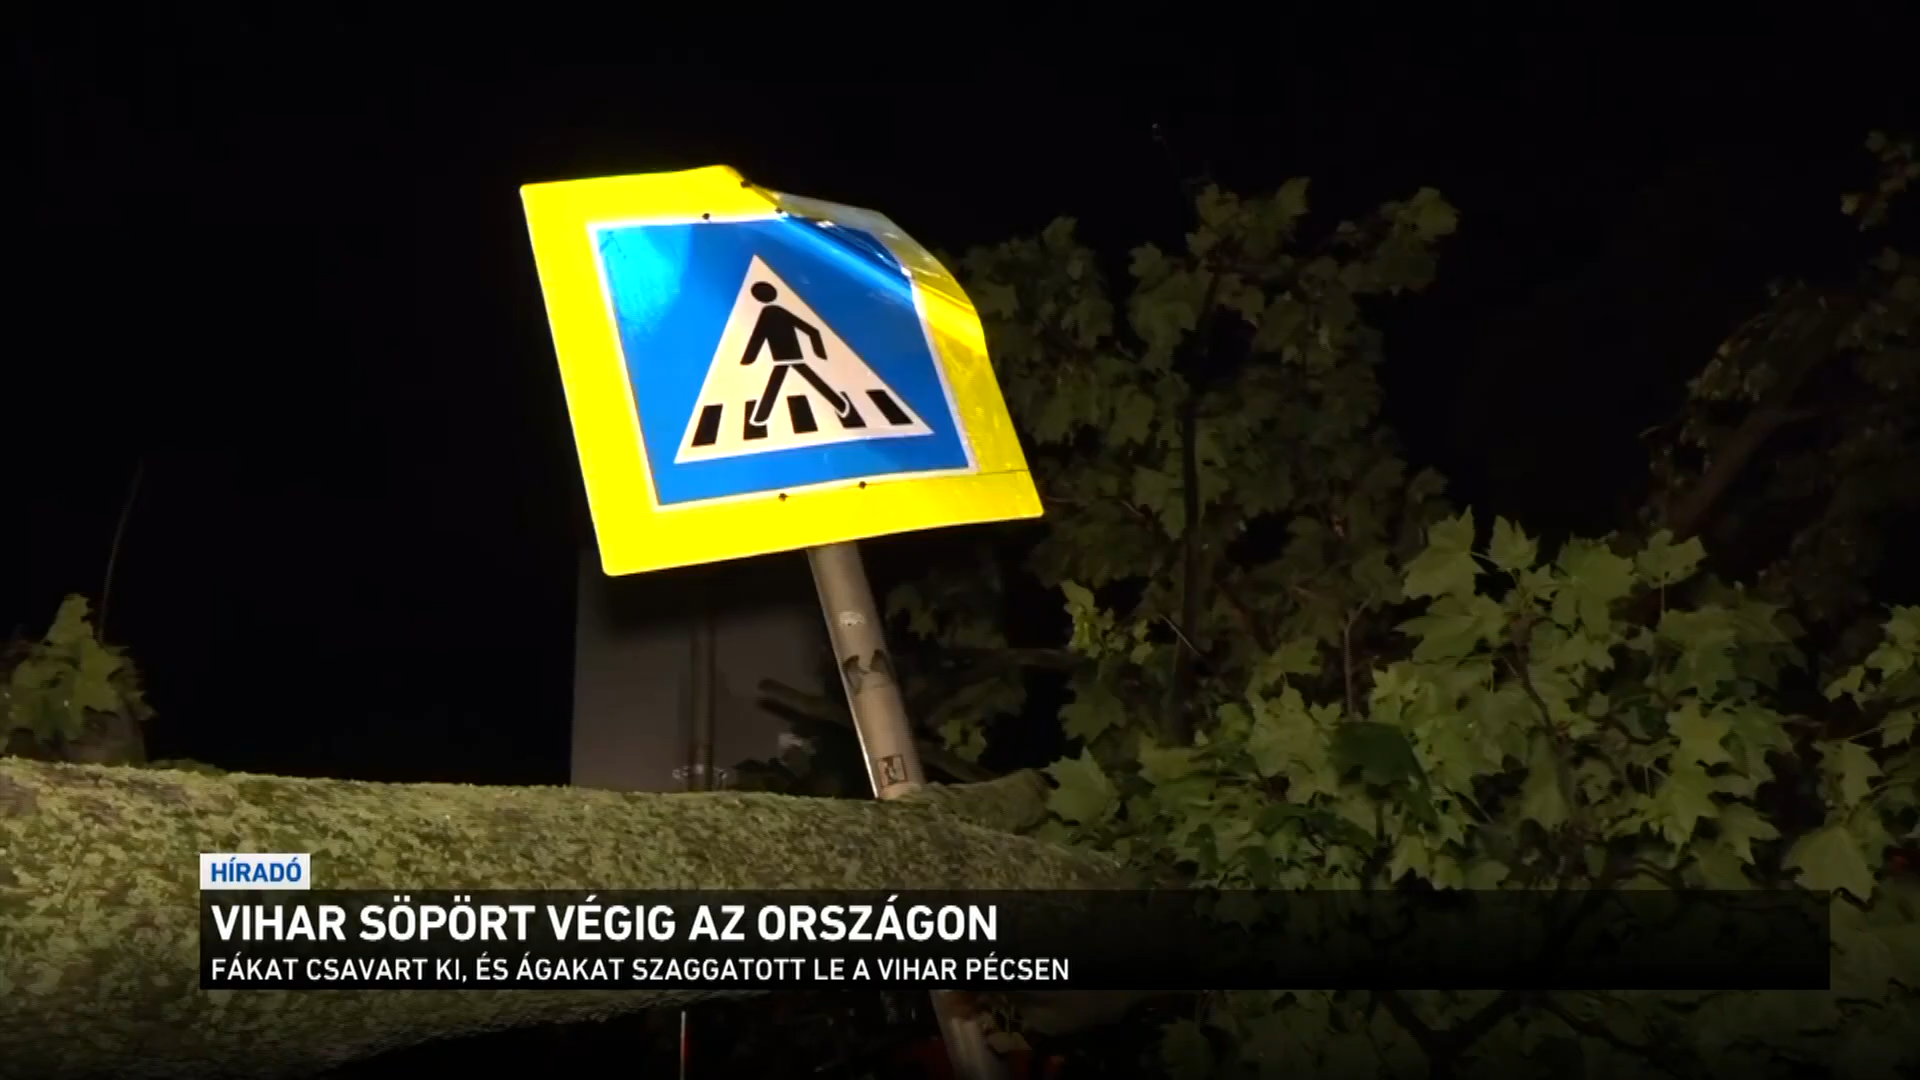 HÍRADÓ
VIHAR SÖPÖRT VÉGIG AZ ORSZÁGON
FÁKAT CSAVART KI, ÉS ÁGAKAT SZAGGATOTT LE A VIHAR PÉCSEN